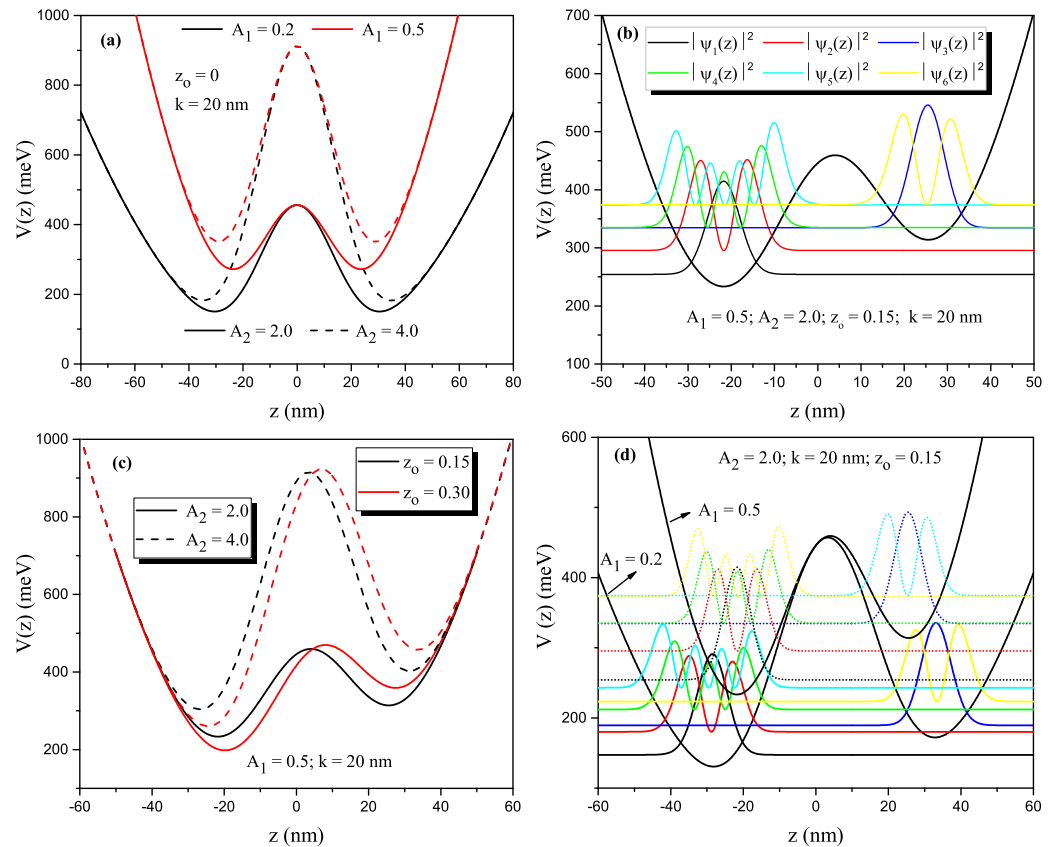 (a)
A1 = 0.2 A1 = 0.5
zo = 0
k = 20 nm
A2 = 2.0 A2 = 4.0
1000
800
600
400
200
0
V(z) (meV)
-80 -60 -40 -20 0 20 40 60 80
z (nm)
(b)
|ψ1(z)|² |ψ2(z)|² |ψ3(z)|²
|ψ4(z)|² |ψ5(z)|² |ψ6(z)|²
A1 = 0.5; A2 = 2.0; zo = 0.15; k = 20 nm
700
600
500
400
300
200
100
V(z) (meV)
-50 -40 -30 -20 -10 0 10 20 30 40 50
z (nm)
(c)
zo = 0.15
zo = 0.30
A2 = 2.0
A2 = 4.0
A1 = 0.5; k = 20 nm
1000
800
600
400
200
V(z) (meV)
-60 -40 -20 0 20 40 60
z (nm)
(d)
A2 = 2.0; k = 20 nm; zo = 0.15
A1 = 0.5
A1 = 0.2
600
500
400
300
200
100
V (z) (meV)
-60 -40 -20 0 20 40 60
z (nm)